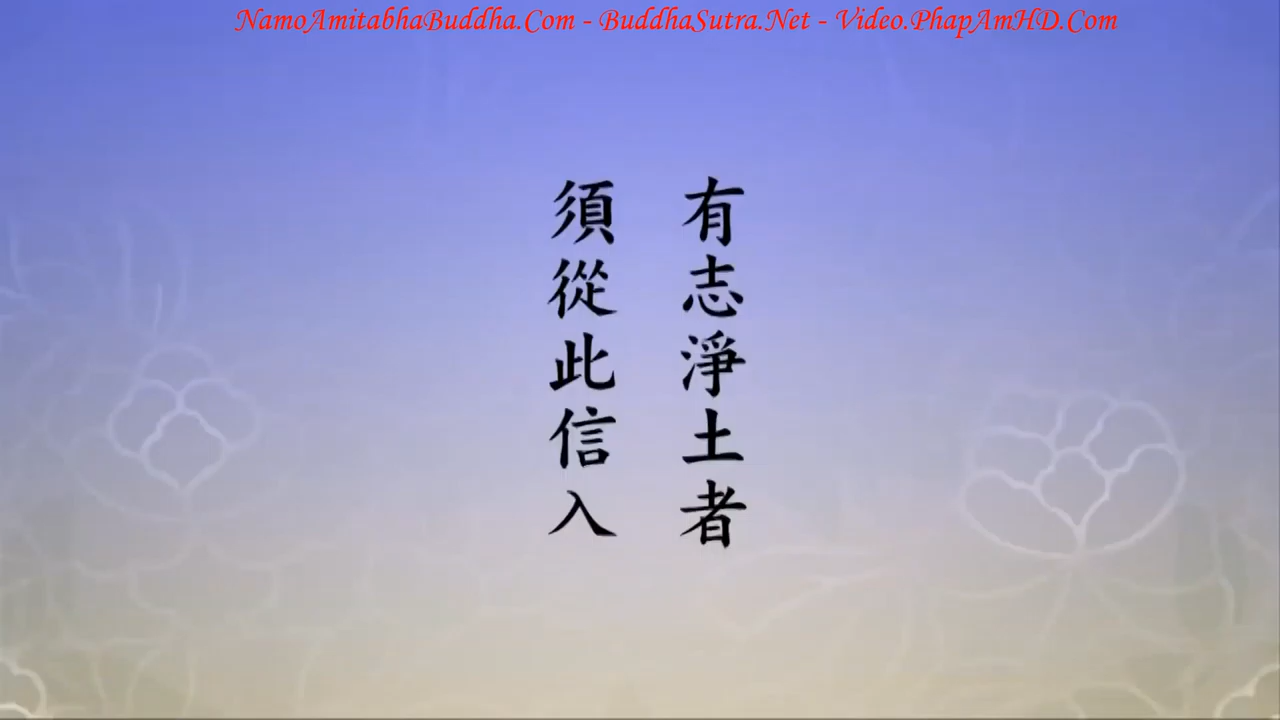 NamoAmitabhaBuddha.Com - BuddhaSutra.Net - Video.PhapAmHD.Com
有志淨土者
須從此信入